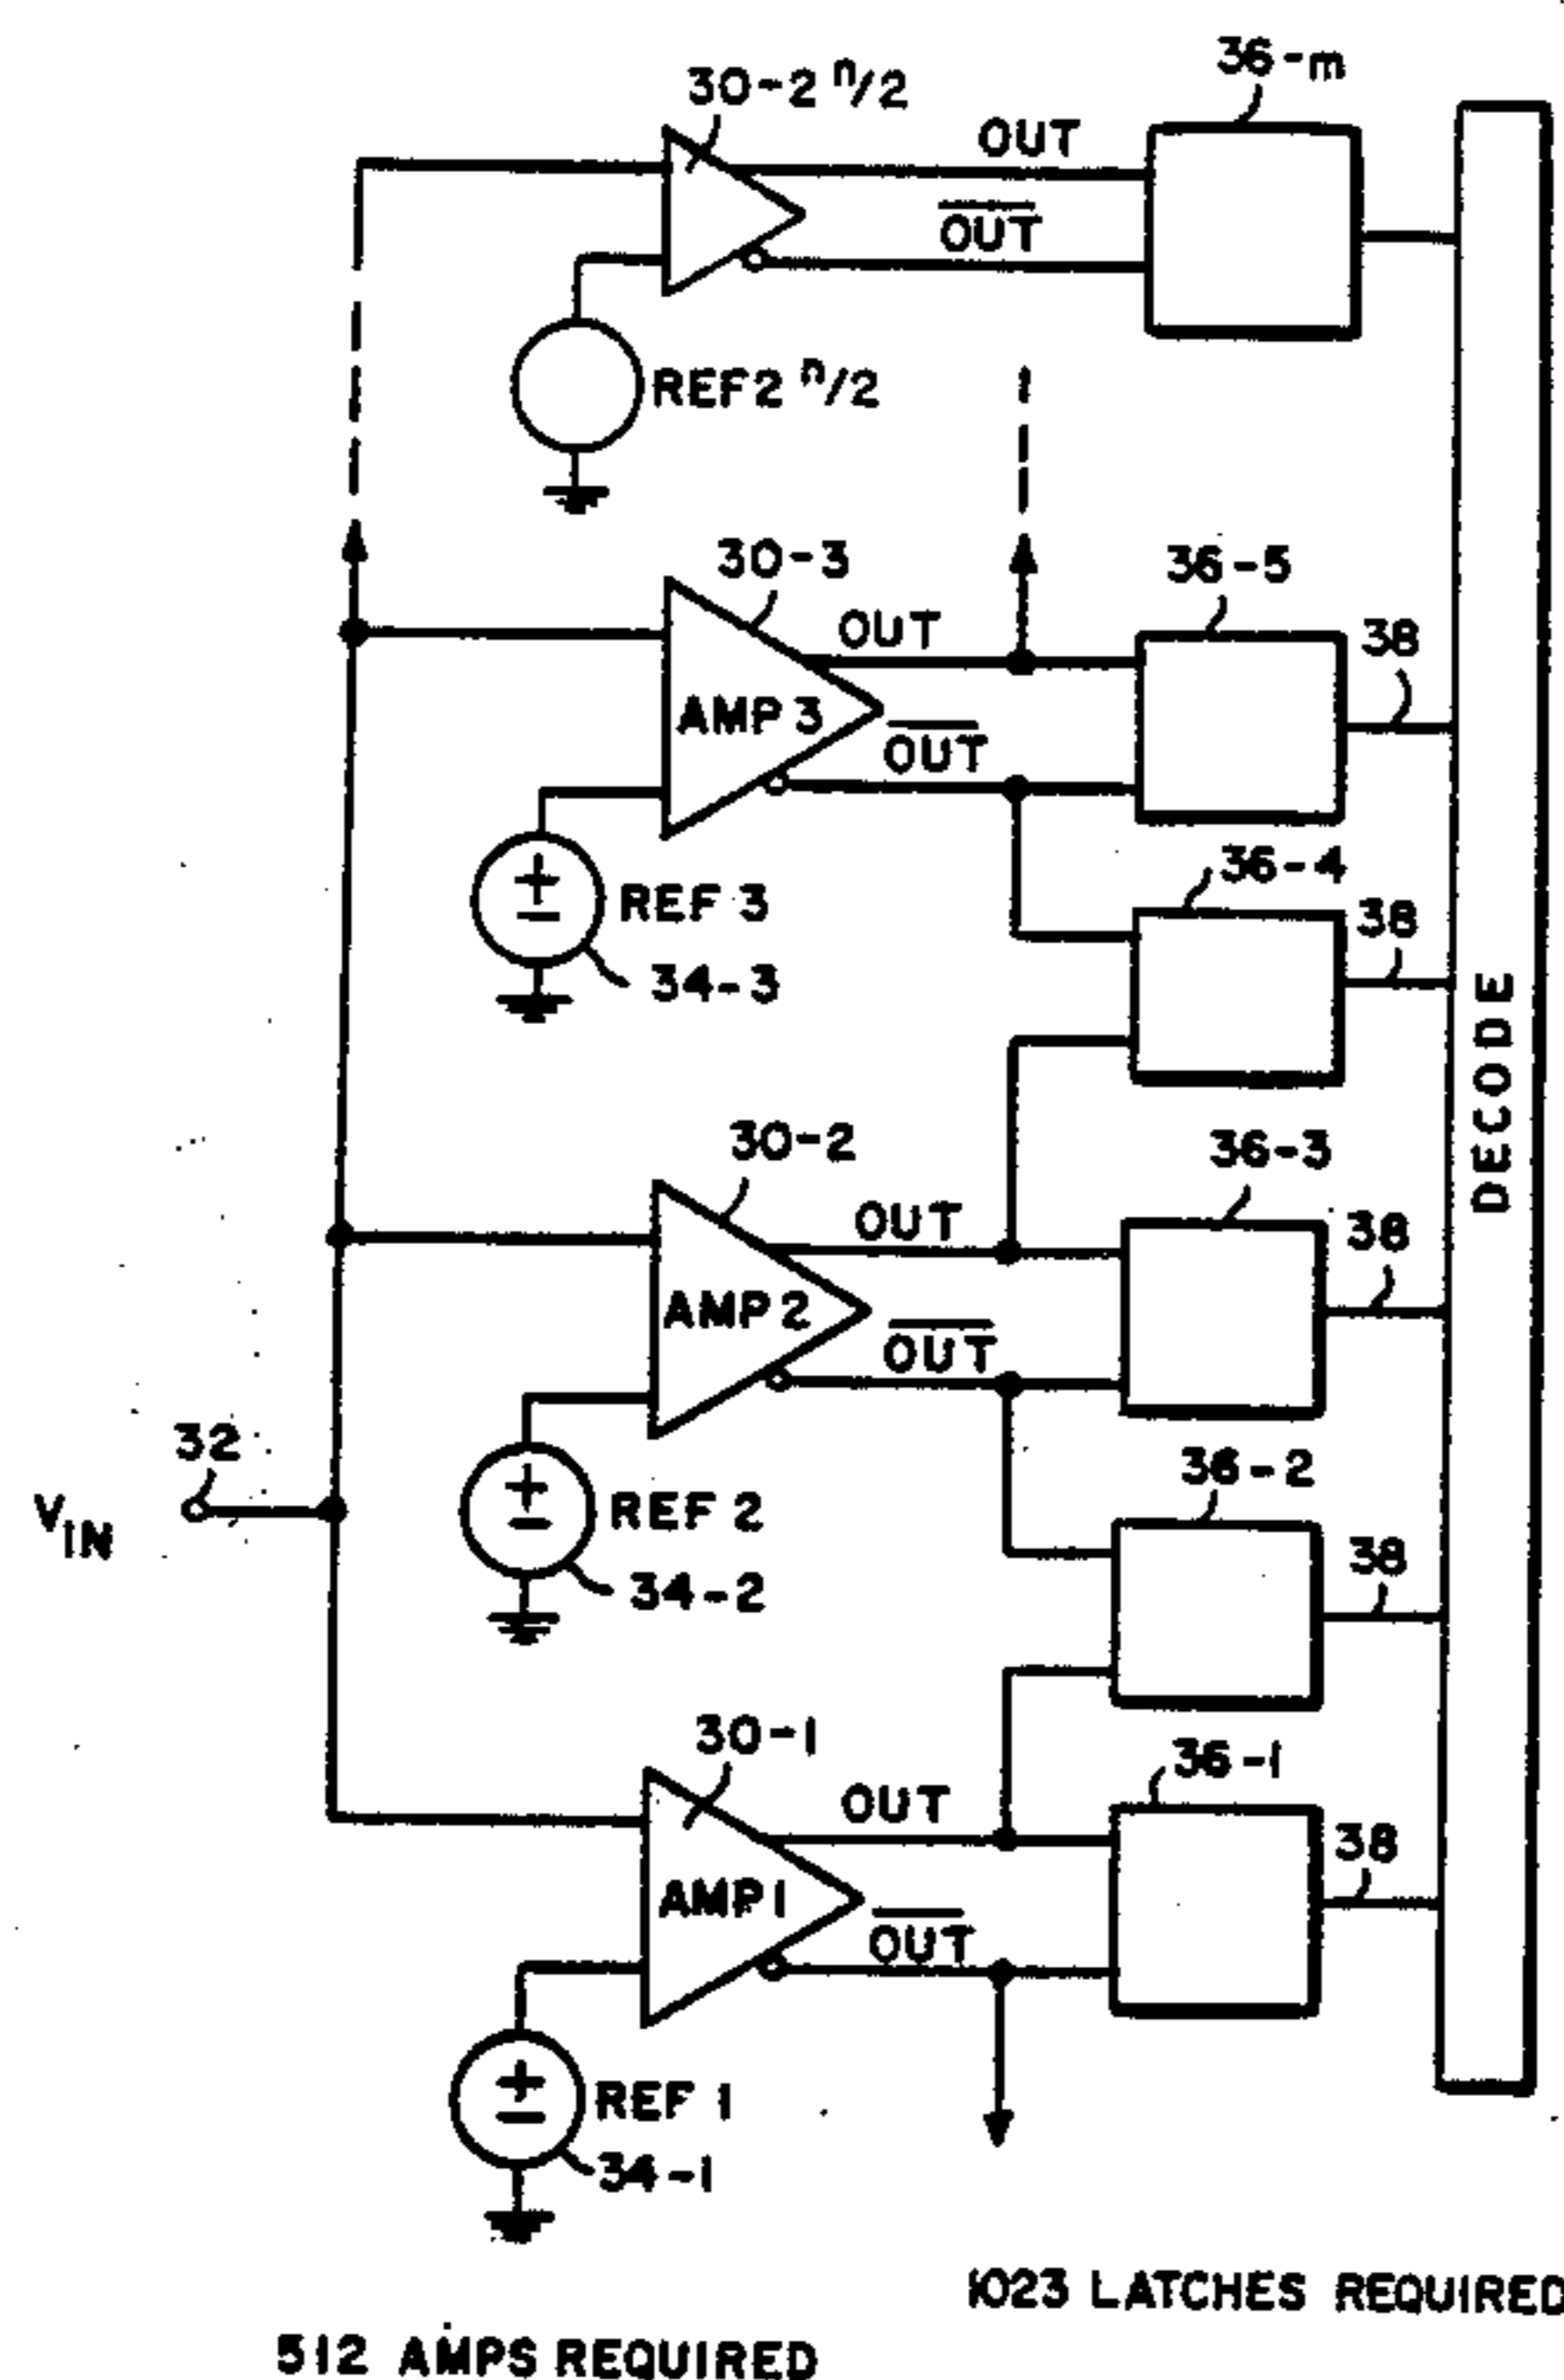 36-m
30-2ⁿ/2
OUT
OUT
REF2ⁿ/2
30-3
36-5
OUT
38
AMP 3
OUT
36-4
REF 3
38
34-3
DECODE
30-2
36-3
OUT
38
AMP 2
OUT
32
36-2
VIN
REF 2
38
34-2
30-1
36-1
OUT
38
AMP 1
OUT
REF 1
34-1
1023 LATCHES REQUIRED
512 AMPS REQUIRED